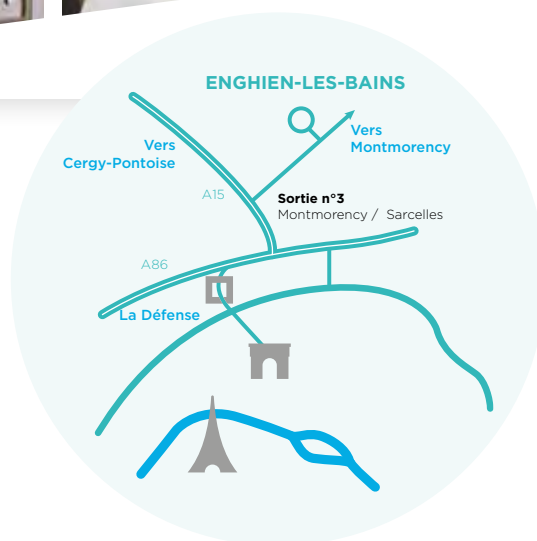 ENGHIEN-LES-BAINS
Vers
Cergy-Pontoise
Vers
Montmorency
A15
Sortie n°3
Montmorency / Sarcelles
A86
La Défense